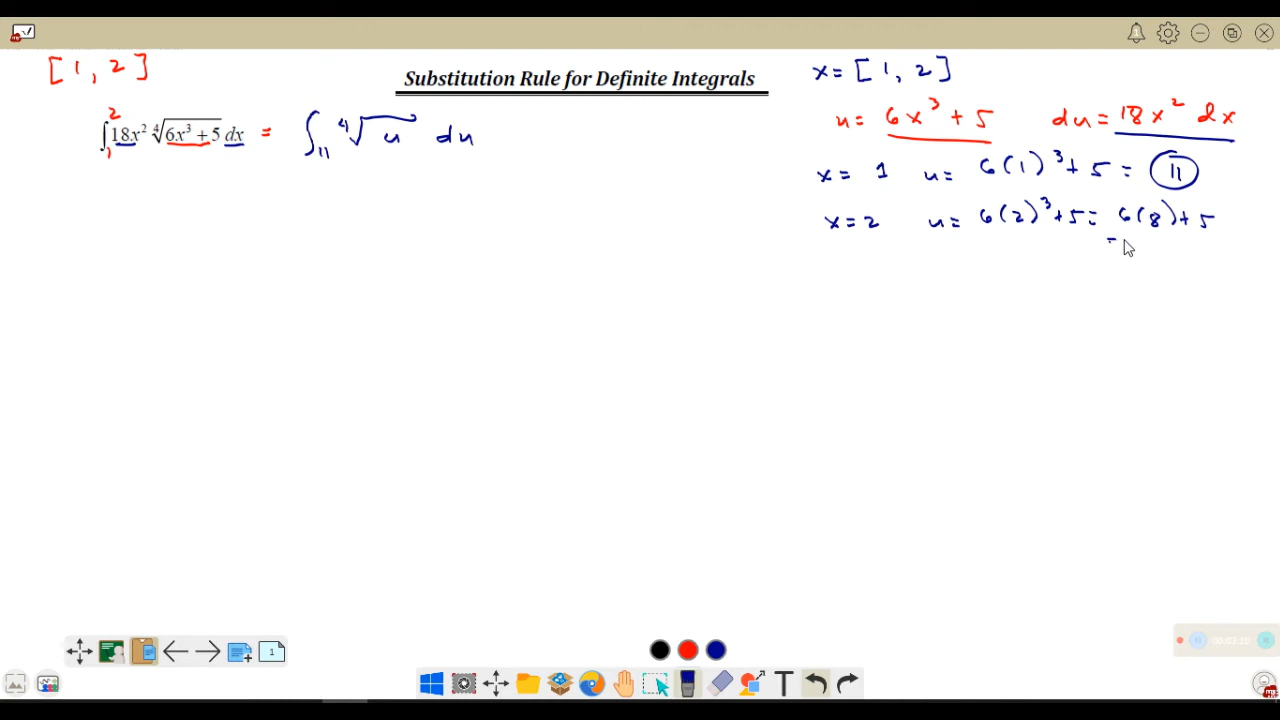 [1, 2]
Substitution Rule for Definite Integrals
x = [1, 2]
∫₁² 18x² ∜(6x³ + 5) dx = ∫₁₁ ∜u du
u = 6x³ + 5 du = 18x² dx
x = 1 u = 6(1)³ + 5 = 11
x = 2 u = 6(2)³ + 5 = 6(8) + 5
=
1
T